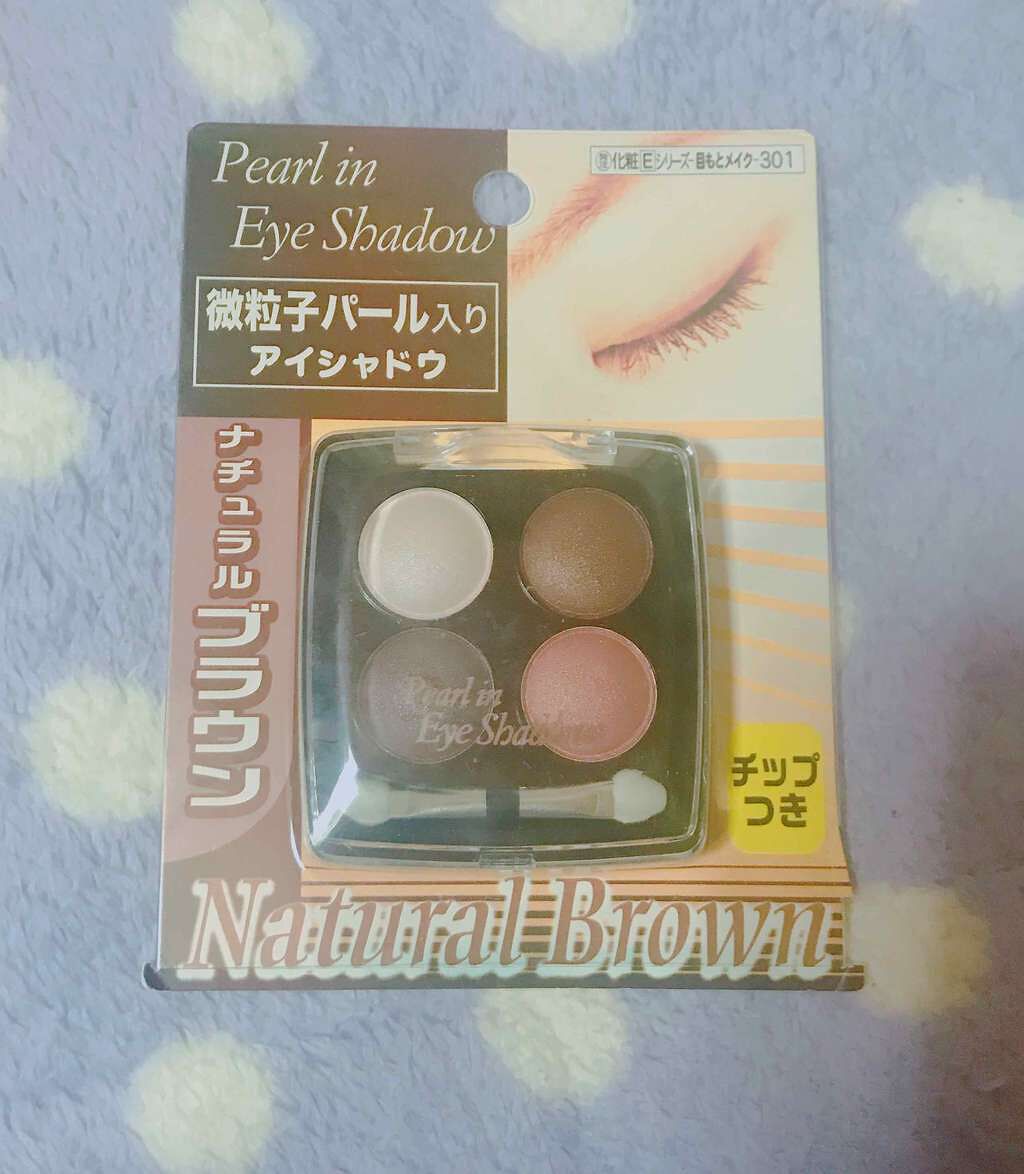 Pearl in
Eye Shadow
化粧Eシリーズ-目もとメイク-301
微粒子パール入り
アイシャドウ
ナチュラルブラウン
Pearl in
Eye Shadow
チップ
つき
Natural Brown